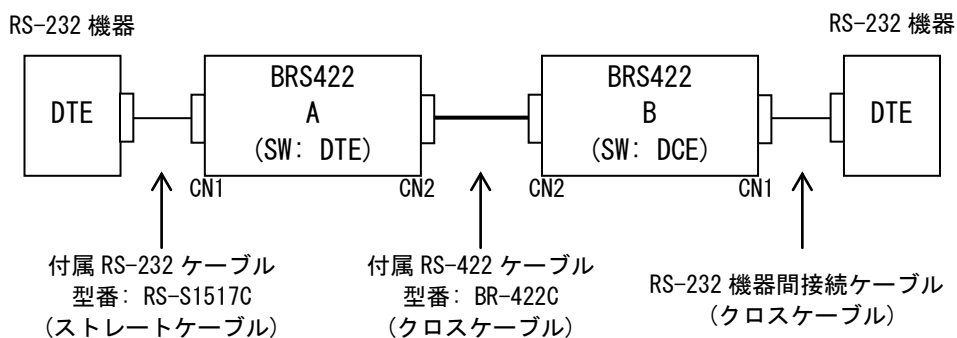 RS-232 機器
RS-232 機器
DTE
BRS422
A
(SW: DTE)
BRS422
B
(SW: DCE)
DTE
CN1
CN2
CN2
CN1
付属 RS-232 ケーブル
型番: RS-S1517C
(ストレートケーブル)
付属 RS-422 ケーブル
型番: BR-422C
(クロスケーブル)
RS-232 機器間接続ケーブル
(クロスケーブル)